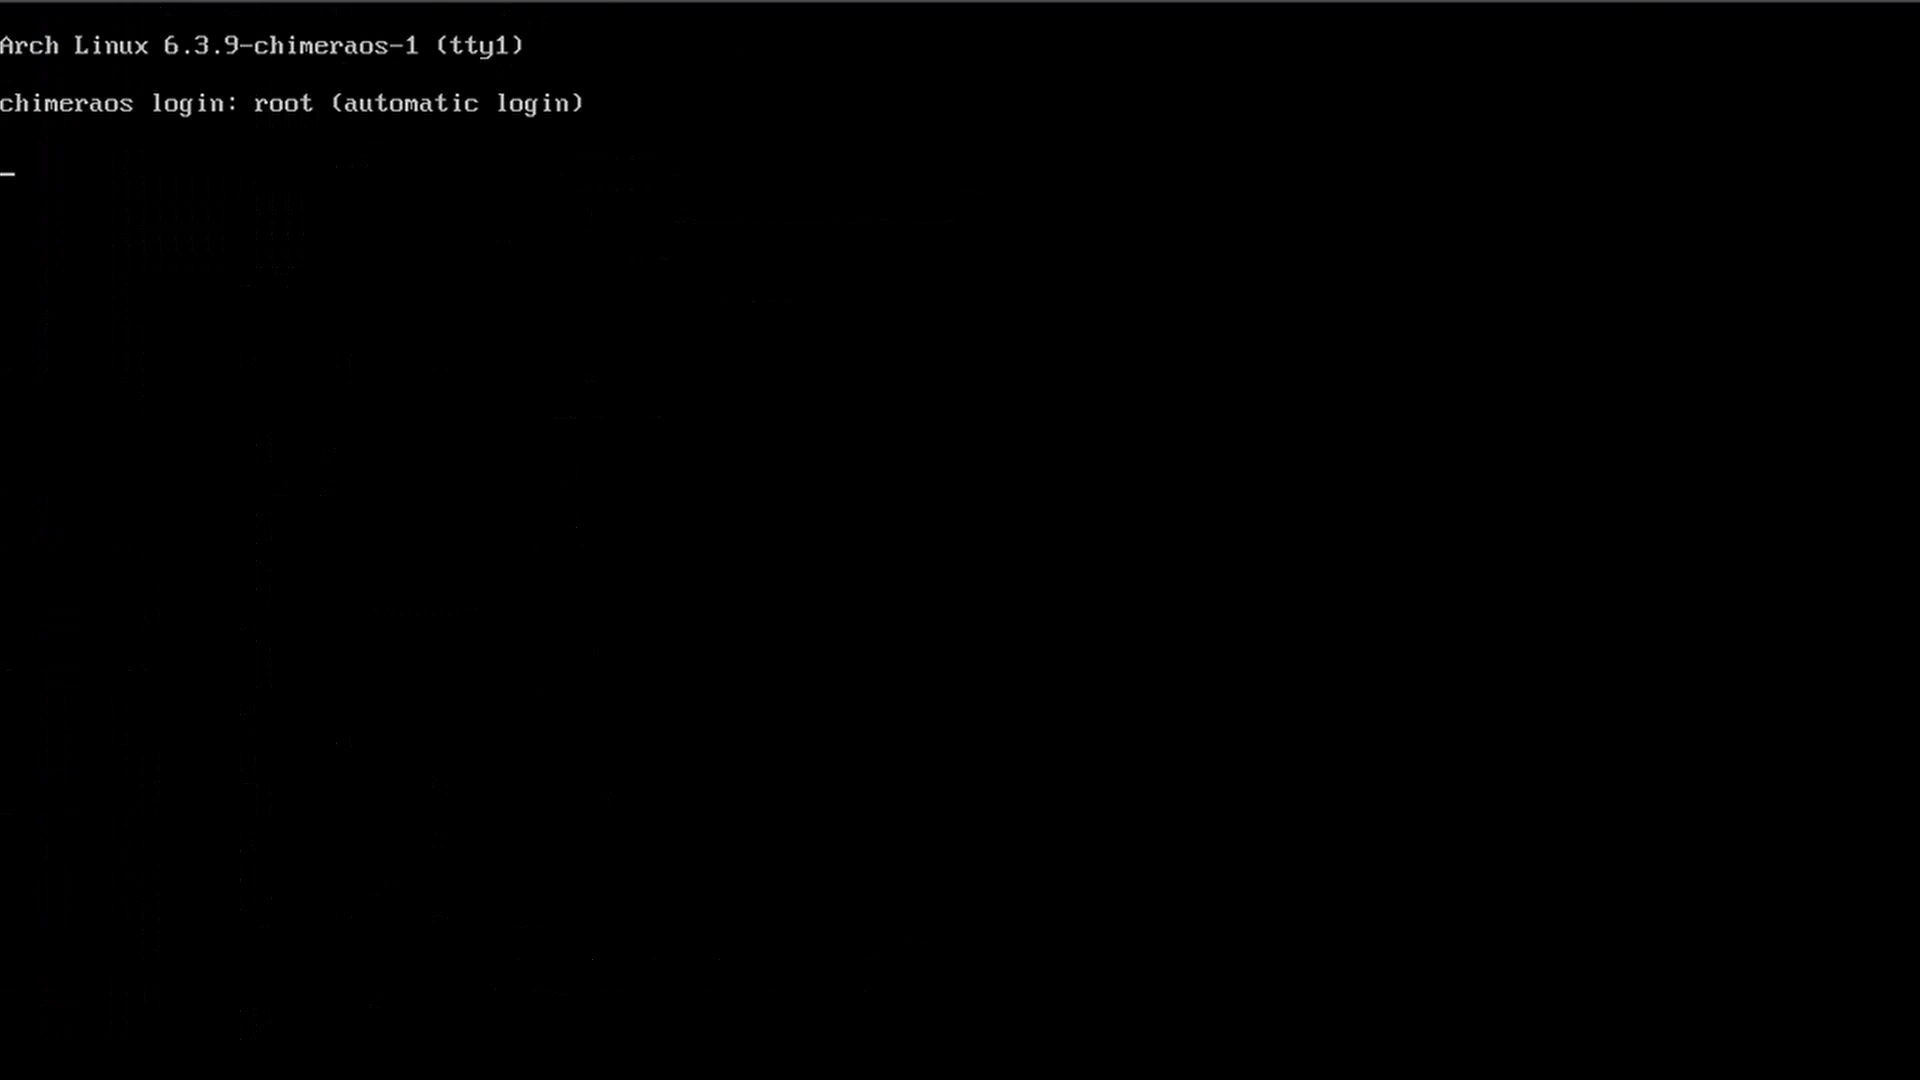 Arch Linux 6.3.9-chimeraos-1 (tty1)
chimeraos login: root (automatic login)